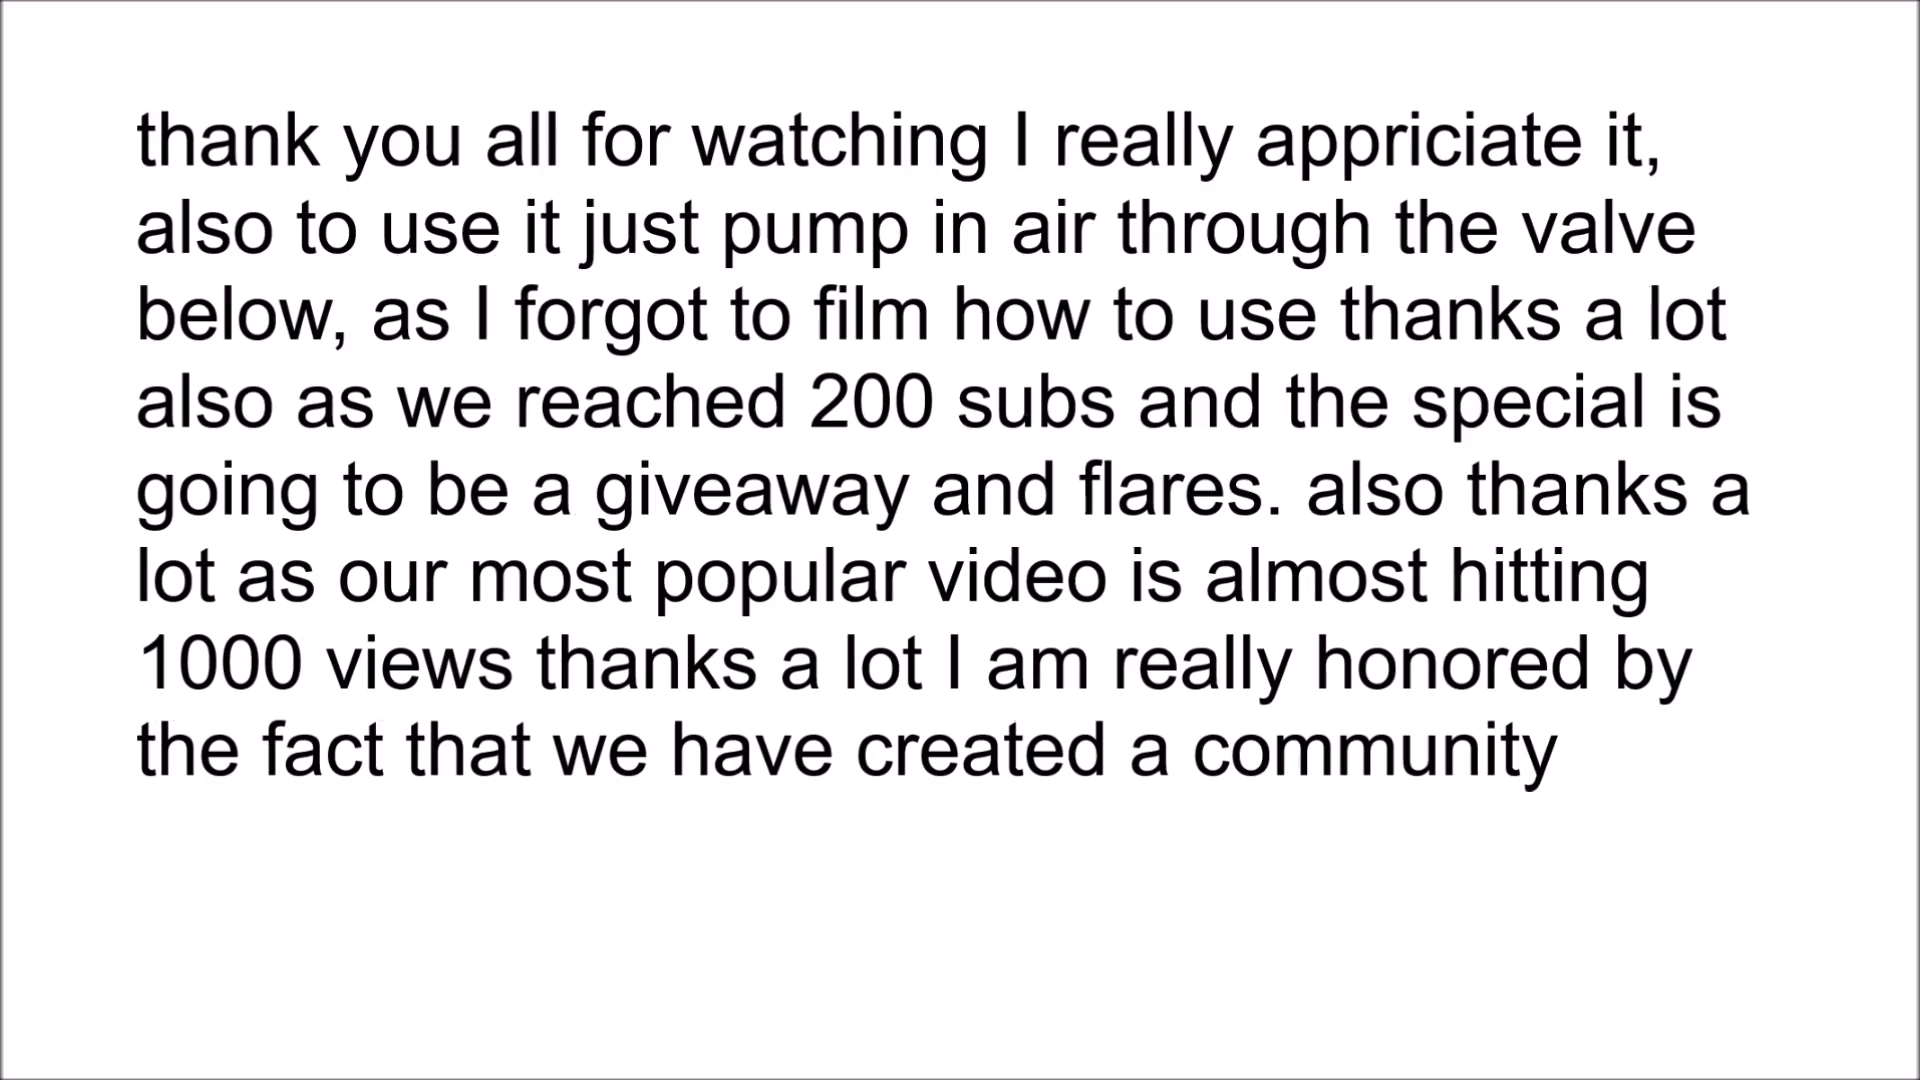 thank you all for watching I really appriciate it,
also to use it just pump in air through the valve
below, as I forgot to film how to use thanks a lot
also as we reached 200 subs and the special is
going to be a giveaway and flares. also thanks a
lot as our most popular video is almost hitting
1000 views thanks a lot I am really honored by
the fact that we have created a community